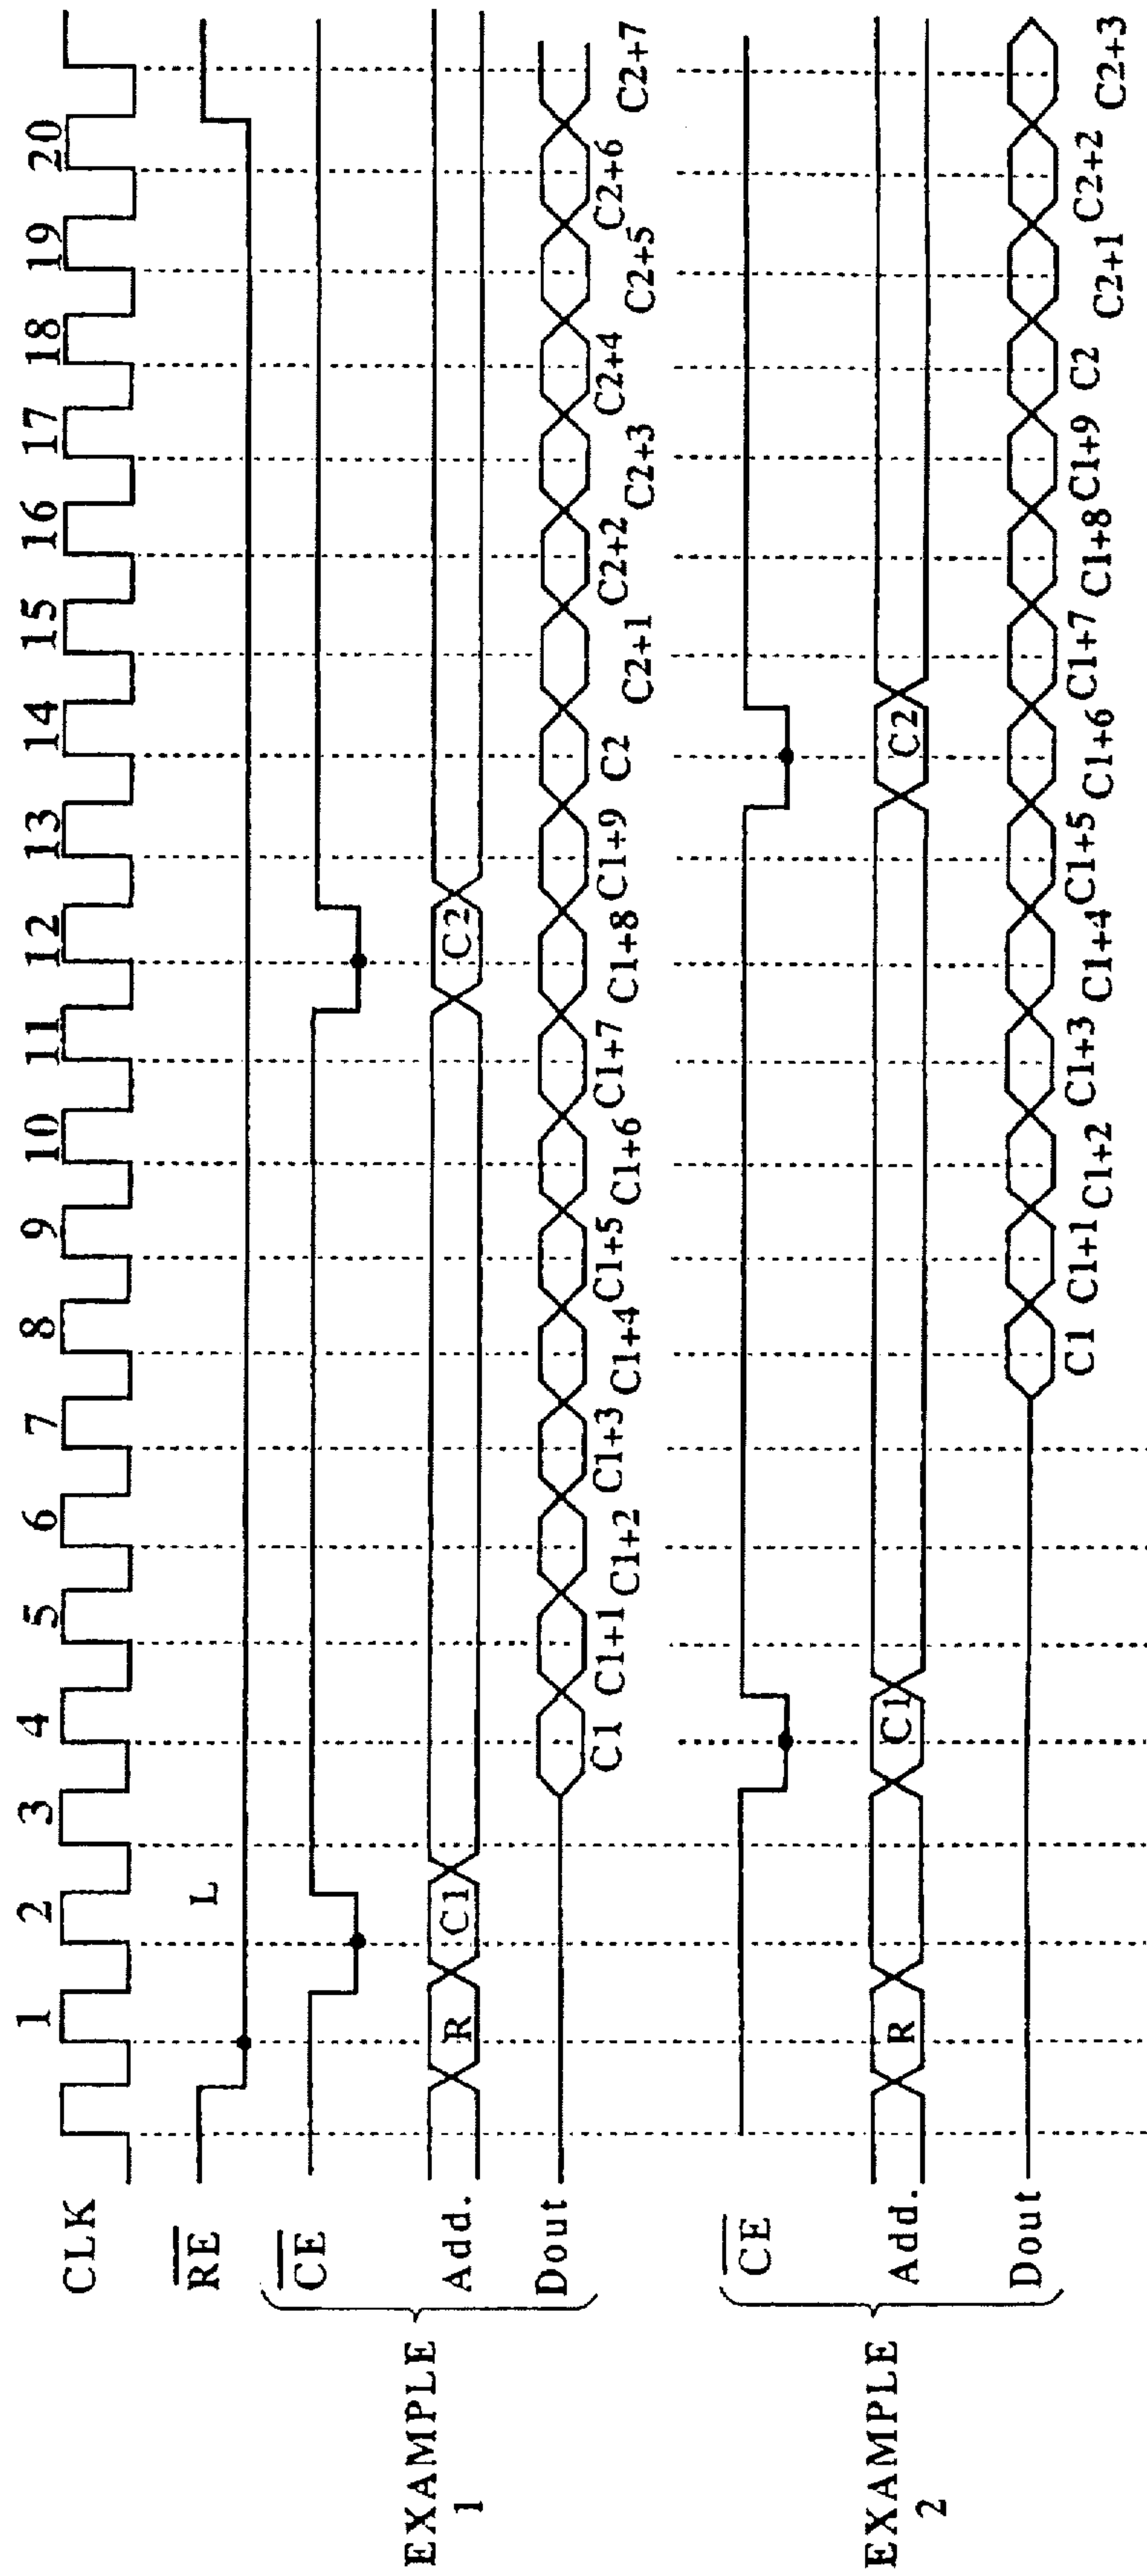 1 2 3 4 5 6 7 8 9 10 11 12 13 14 15 16 17 18 19 20
CLK
RE L
CE
Add. R C1 C2
Dout
C1 C1+1 C1+2 C1+3 C1+4 C1+5 C1+6 C1+7 C1+8 C1+9 C2 C2+1 C2+2 C2+3 C2+4 C2+5 C2+6 C2+7
EXAMPLE
1
CE
Add. R C1 C2
Dout
C1 C1+1 C1+2 C1+3 C1+4 C1+5 C1+6 C1+7 C1+8 C1+9 C2 C2+1 C2+2 C2+3
EXAMPLE
2